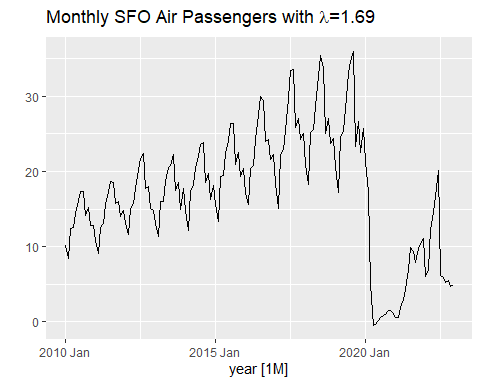 Monthly SFO Air Passengers with λ=1.69
30
20
10
0
2010 Jan 2015 Jan 2020 Jan
year [1M]